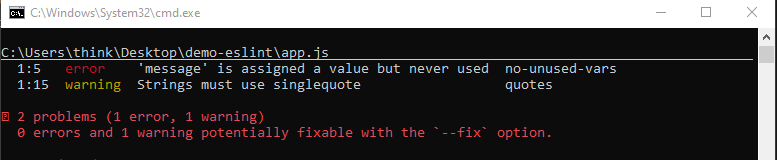 C:\Windows\System32\cmd.exe
C:\Users\think\Desktop\demo-eslint\app.js
1:5 error 'message' is assigned a value but never used no-unused-vars
1:15 warning Strings must use singlequote quotes
2 problems (1 error, 1 warning)
0 errors and 1 warning potentially fixable with the `--fix` option.